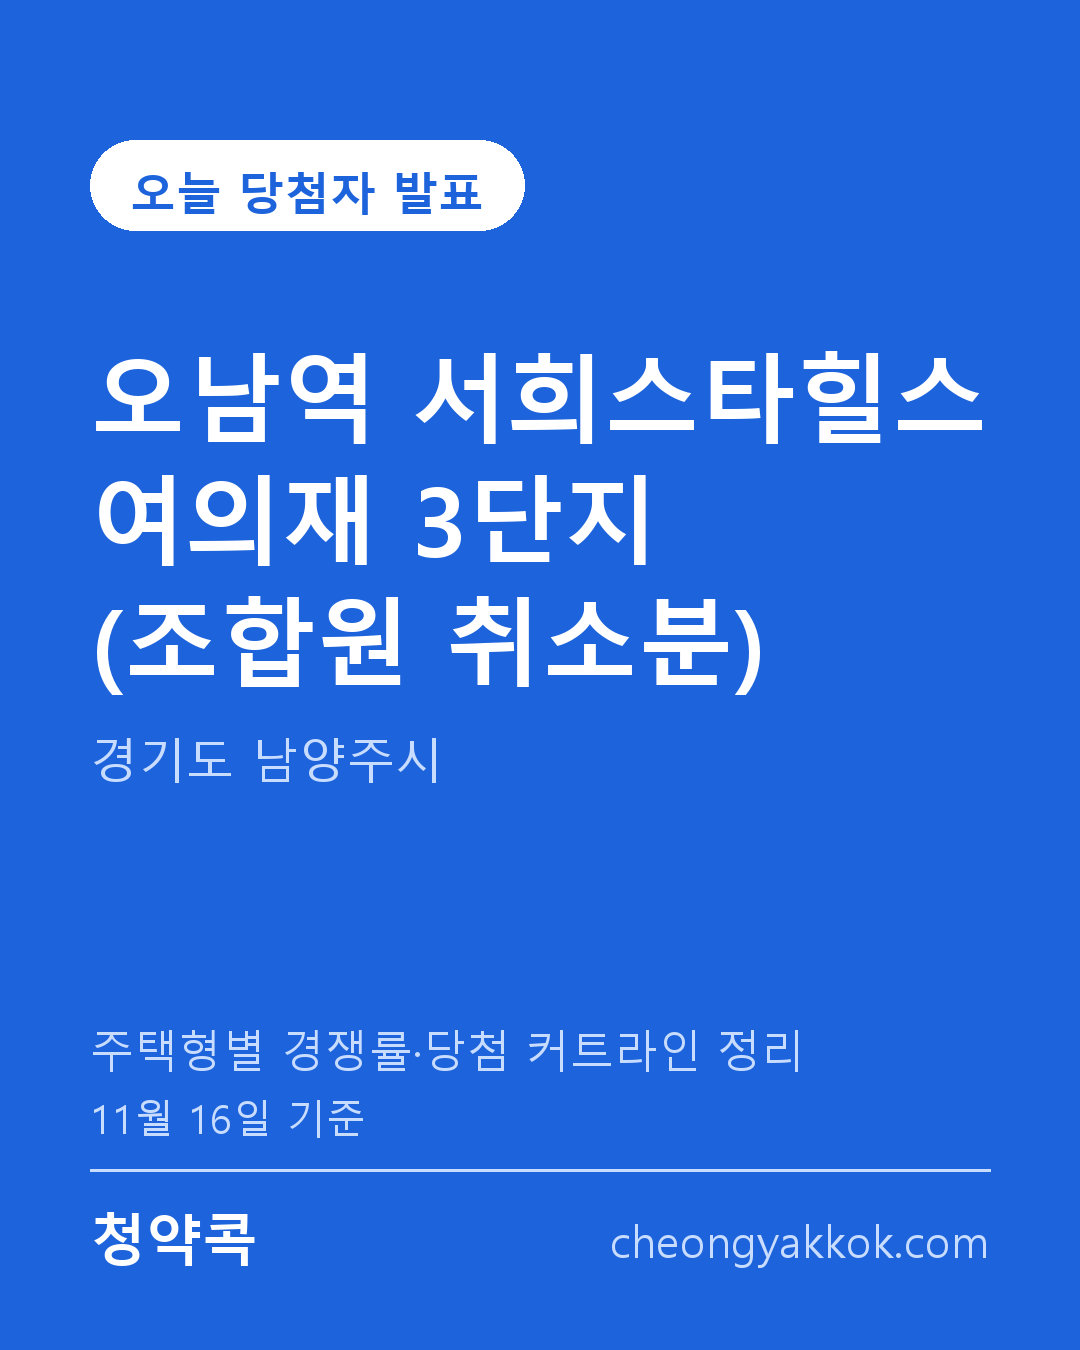 오늘 당첨자 발표
오남역 서희스타힐스
여의재 3단지
(조합원 취소분)
경기도 남양주시
주택형별 경쟁률·당첨 커트라인 정리
11월 16일 기준
청약콕
cheongyakkok.com